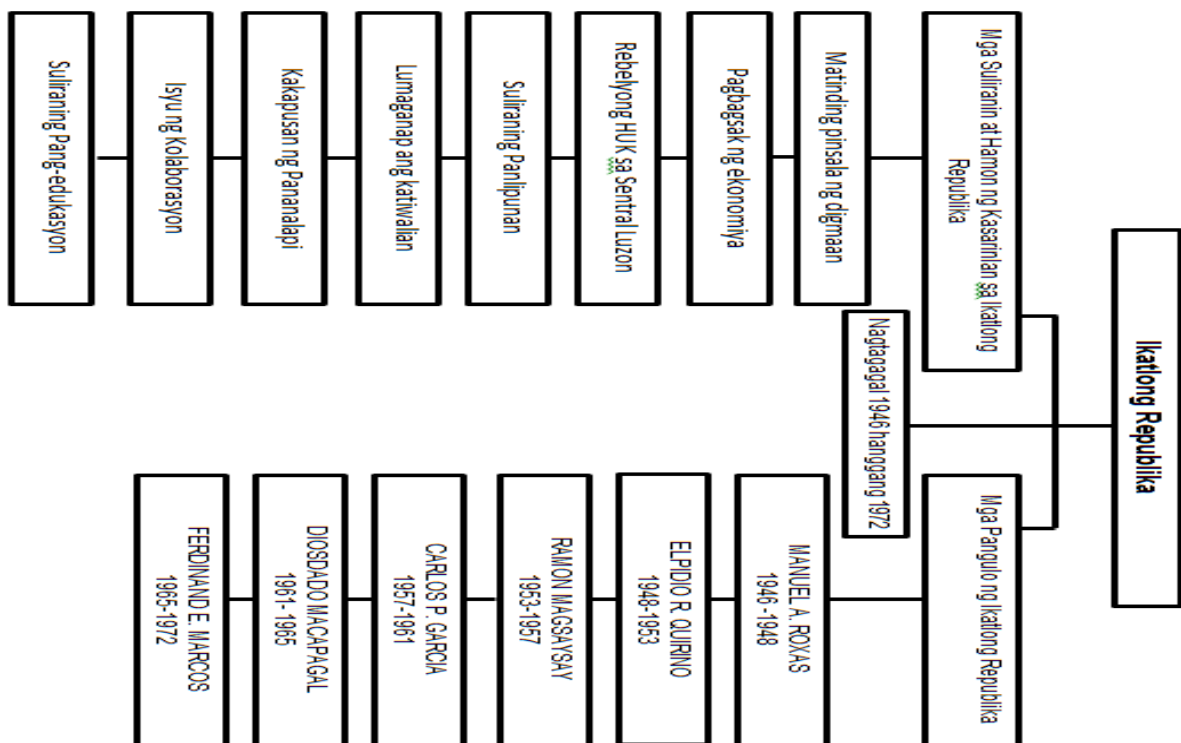 Ikatlong Republika
Mga Suliranin at Hamon ng Kasarinlan sa Ikatlong
Republika
Nagtagagal 1946 hanggang 1972
Mga Pangulo ng Ikatlong Republika
Matinding pinsala ng digmaan
Pagbagsak ng ekonomiya
Rebelyong HUK sa Sentral Luzon
Suliraning Panlipunan
Lumaganap ang katiwalian
Kakapusan ng Pananalapi
Isyu ng Kolaborasyon
Suliraning Pang-edukasyon
MANUEL A. ROXAS
1946 -1948
ELPIDIO R QUIRINO
1948-1953
RAMON MAGSAYSAY
1953-1957
CARLOS P. GARCIA
1957-1961
DIOSDADO MACAPAGAL
1961- 1965
FERDINAND E. MARCOS
1965-1972